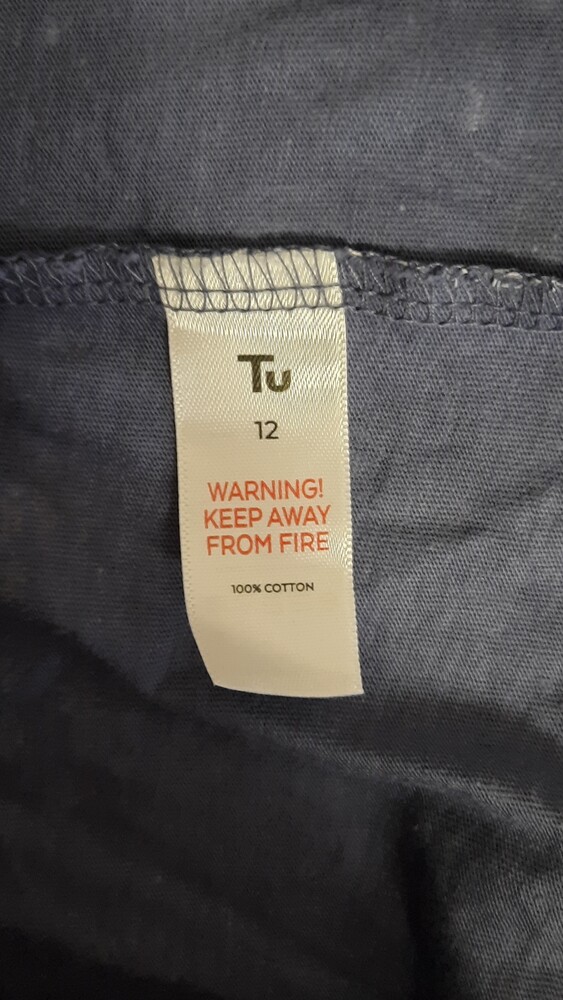 Tu
12
WARNING!
KEEP AWAY
FROM FIRE
100% COTTON